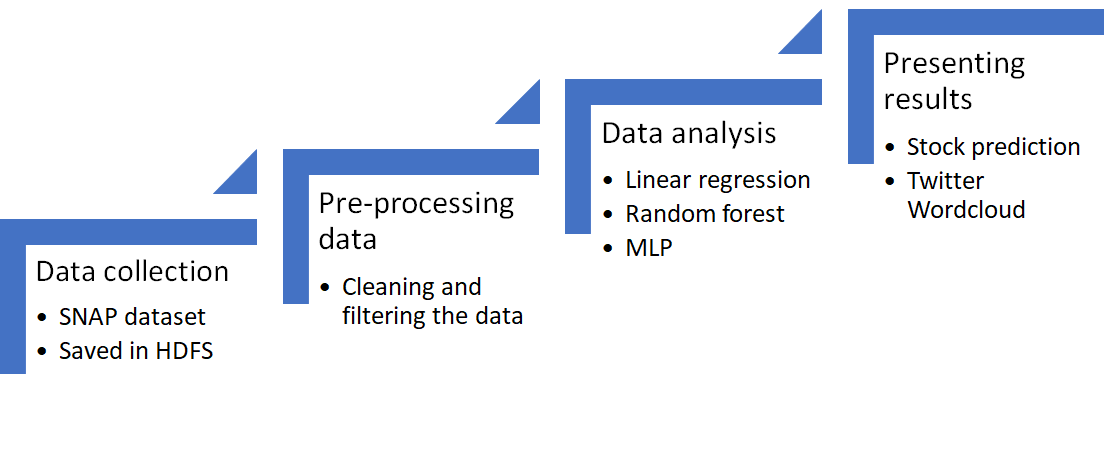 Data collection
• SNAP dataset
• Saved in HDFS
Pre-processing
data
• Cleaning and
filtering the data
Data analysis
• Linear regression
• Random forest
• MLP
Presenting
results
• Stock prediction
• Twitter
Wordcloud